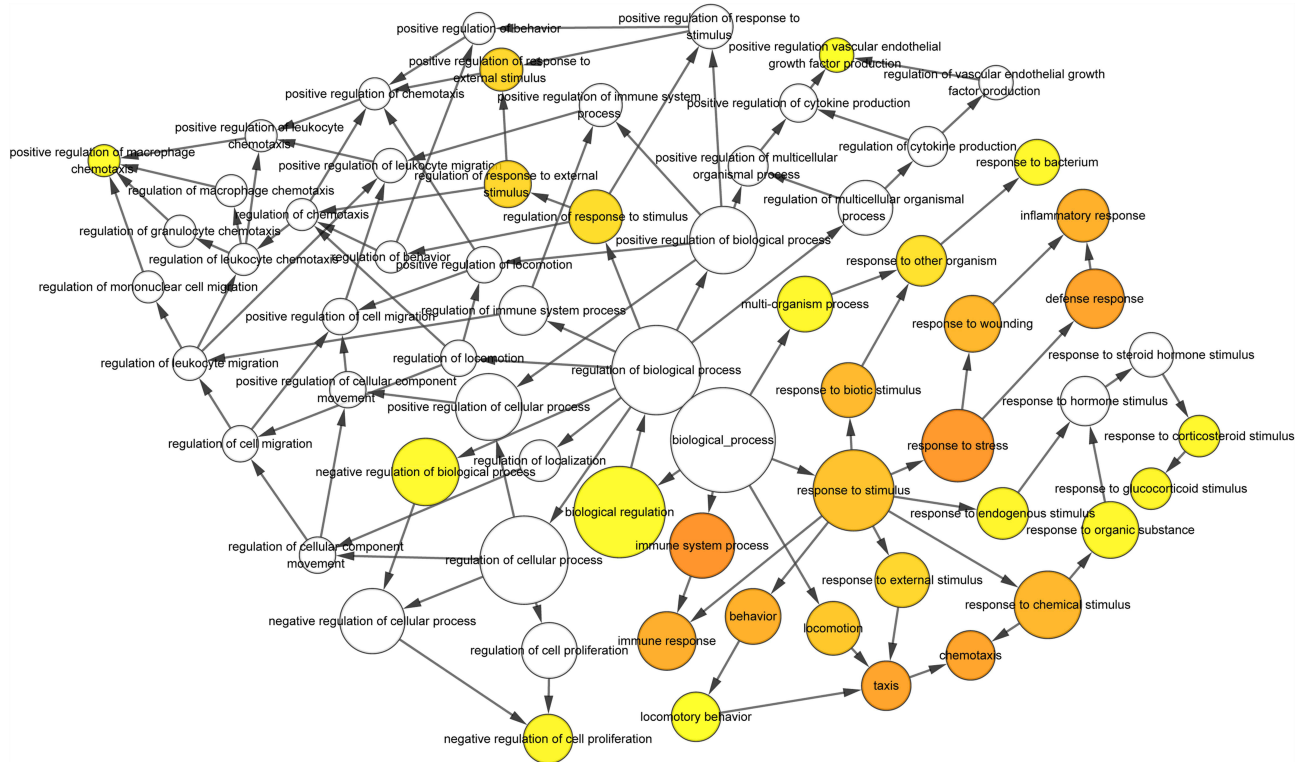 positive regulation of response to
stimulus
positive regulation of behavior
positive regulation vascular endothelial
growth factor production
positive regulation of response to
external stimulus
regulation of vascular endothelial growth
factor production
positive regulation of chemotaxis
positive regulation of immune system
process
positive regulation of cytokine production
positive regulation of leukocyte
chemotaxis
regulation of cytokine production
positive regulation of macrophage
chemotaxis
positive regulation of leukocyte migration
positive regulation of multicellular
organismal process
response to bacterium
regulation of response to external
stimulus
regulation of macrophage chemotaxis
regulation of multicellular organismal
process
regulation of chemotaxis
regulation of response to stimulus
inflammatory response
regulation of granulocyte chemotaxis
positive regulation of biological process
regulation of leukocyte chemotaxis
regulation of behavior
positive regulation of locomotion
response to other organism
regulation of mononuclear cell migration
multi-organism process
defense response
positive regulation of cell migration
regulation of immune system process
response to wounding
regulation of leukocyte migration
regulation of locomotion
response to steroid hormone stimulus
regulation of biological process
positive regulation of cellular component
movement
response to biotic stimulus
response to hormone stimulus
positive regulation of cellular process
regulation of cell migration
biological_process
response to stress
response to corticosteroid stimulus
negative regulation of biological process
regulation of localization
response to stimulus
response to glucocorticoid stimulus
biological regulation
response to endogenous stimulus
response to organic substance
regulation of cellular component
movement
immune system process
regulation of cellular process
response to external stimulus
response to chemical stimulus
negative regulation of cellular process
behavior
locomotion
immune response
regulation of cell proliferation
chemotaxis
taxis
locomotory behavior
negative regulation of cell proliferation